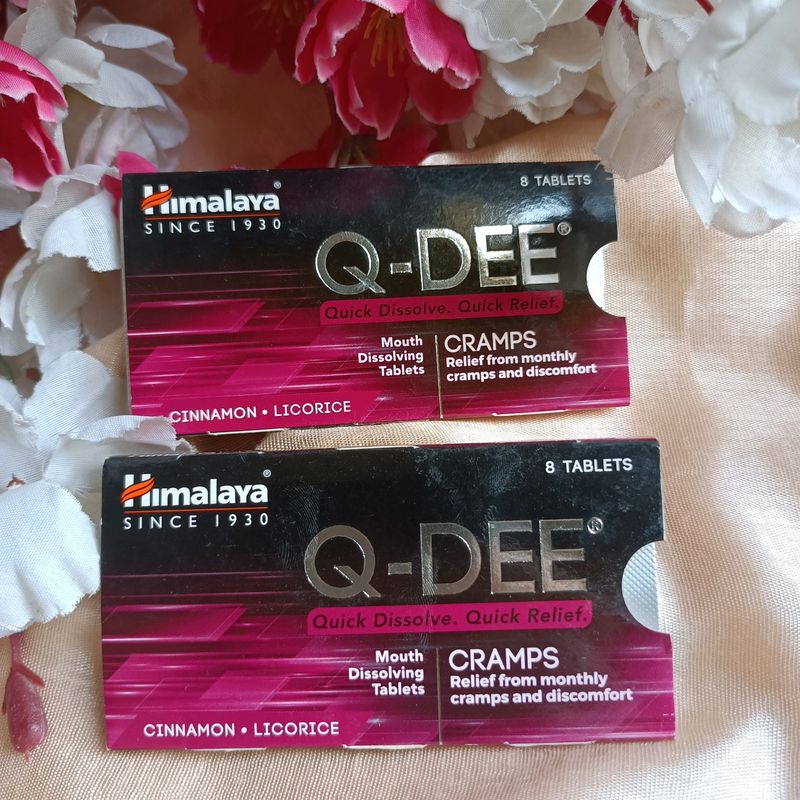 Himalaya®
SINCE 1930
8 TABLETS
Q-DEE®
Quick Dissolve. Quick Relief.
Mouth
Dissolving
Tablets
CRAMPS
Relief from monthly
cramps and discomfort
CINNAMON • LICORICE
Himalaya®
SINCE 1930
8 TABLETS
Q-DEE®
Quick Dissolve. Quick Relief.
Mouth
Dissolving
Tablets
CRAMPS
Relief from monthly
cramps and discomfort
CINNAMON • LICORICE